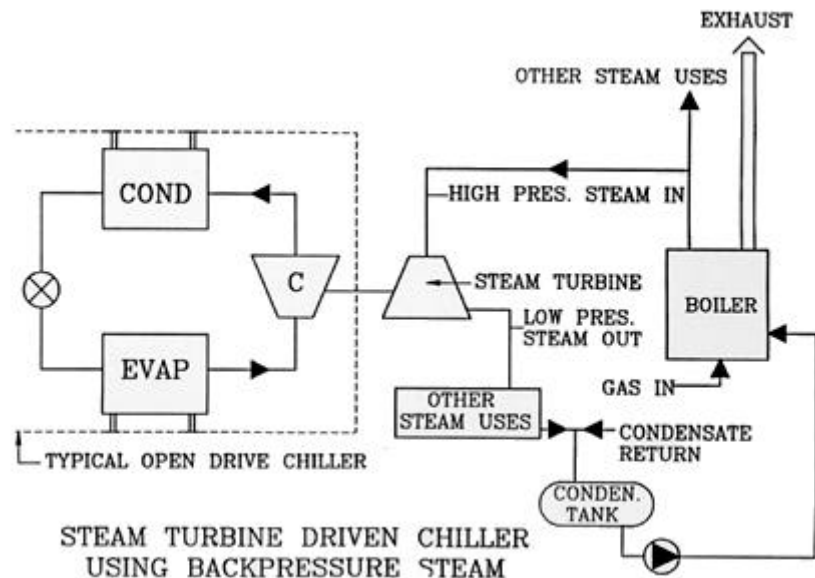 EXHAUST
OTHER STEAM USES
COND
HIGH PRES. STEAM IN
C
STEAM TURBINE
BOILER
LOW PRES.
STEAM OUT
EVAP
GAS IN
OTHER
STEAM USES
CONDENSATE
RETURN
TYPICAL OPEN DRIVE CHILLER
CONDEN.
TANK
STEAM TURBINE DRIVEN CHILLER
USING BACKPRESSURE STEAM